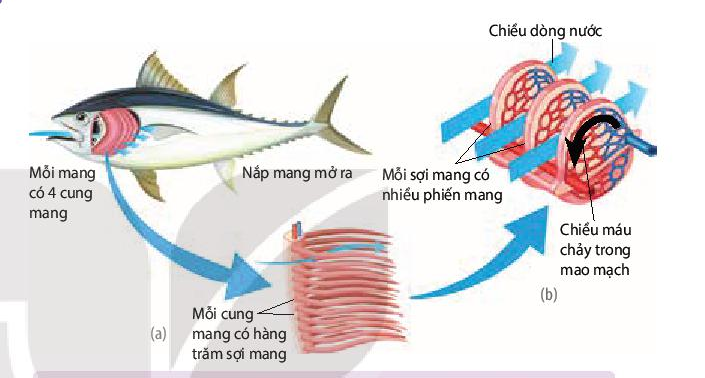 Chiều dòng nước
Mỗi mang
có 4 cung
mang
Nắp mang mở ra
Mỗi sợi mang có
nhiều phiến mang
Chiều máu
chảy trong
mao mạch
(b)
Mỗi cung
mang có hàng
trăm sợi mang
(a)